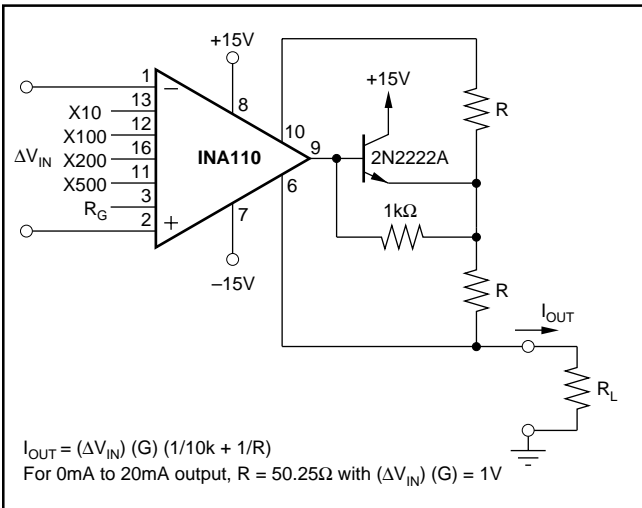 +15V
+15V
1
−
13
X10
8
10
R
12
X100
ΔV_IN
16
X200
INA110
9
2N2222A
11
X500
6
3
R_G
2
+
7
1kΩ
−15V
R
I_OUT
R_L
I_OUT = (ΔV_IN) (G) (1/10k + 1/R)
For 0mA to 20mA output, R = 50.25Ω with (ΔV_IN) (G) = 1V